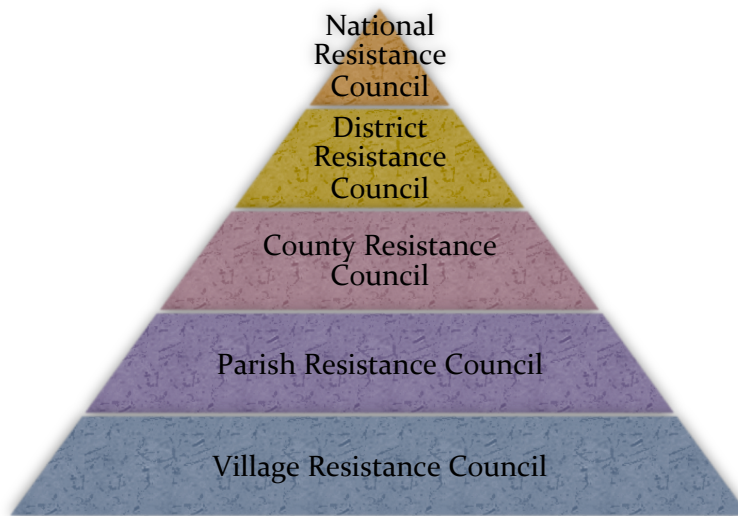 National
Resistance
Council
District
Resistance
Council
County Resistance
Council
Parish Resistance Council
Village Resistance Council